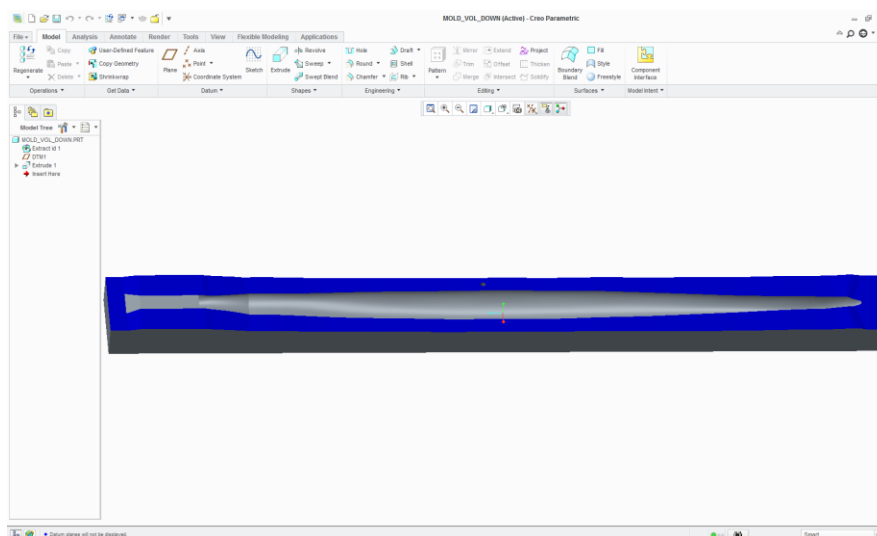 MOLD_VOL_DOWN (Active) - Creo Parametric
File Model Analysis Annotate Render Tools View Flexible Modeling Applications
Regenerate
Copy
Paste
Delete
User-Defined Feature
Copy Geometry
Shrinkwrap
Plane
Axis
Point
Coordinate System
Sketch
Extrude
Revolve
Sweep
Swept Blend
Hole
Round
Chamfer
Draft
Shell
Rib
Pattern
Mirror
Trim
Merge
Extend
Offset
Intersect
Project
Thicken
Solidify
Boundary
Blend
Fill
Style
Freestyle
Component
Interface
Operations Get Data Datum Shapes Engineering Editing Surfaces Model Intent
Model Tree
MOLD_VOL_DOWN.PRT
Extract id 1
DTM1
Extrude 1
Insert Here
Datum planes will not be displayed.
Smart